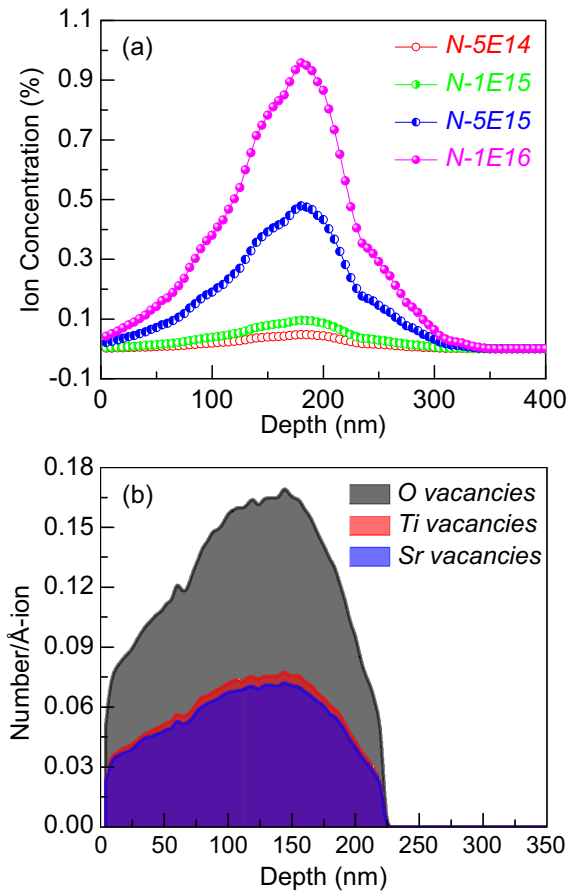 (a)
N-5E14
N-1E15
N-5E15
N-1E16
Ion Concentration (%)
1.1
0.9
0.7
0.5
0.3
0.1
-0.1
0 100 200 300 400
Depth (nm)
(b)
O vacancies
Ti vacancies
Sr vacancies
Number/Å-ion
0.18
0.15
0.12
0.09
0.06
0.03
0.00
0 50 100 150 200 250 300 350
Depth (nm)